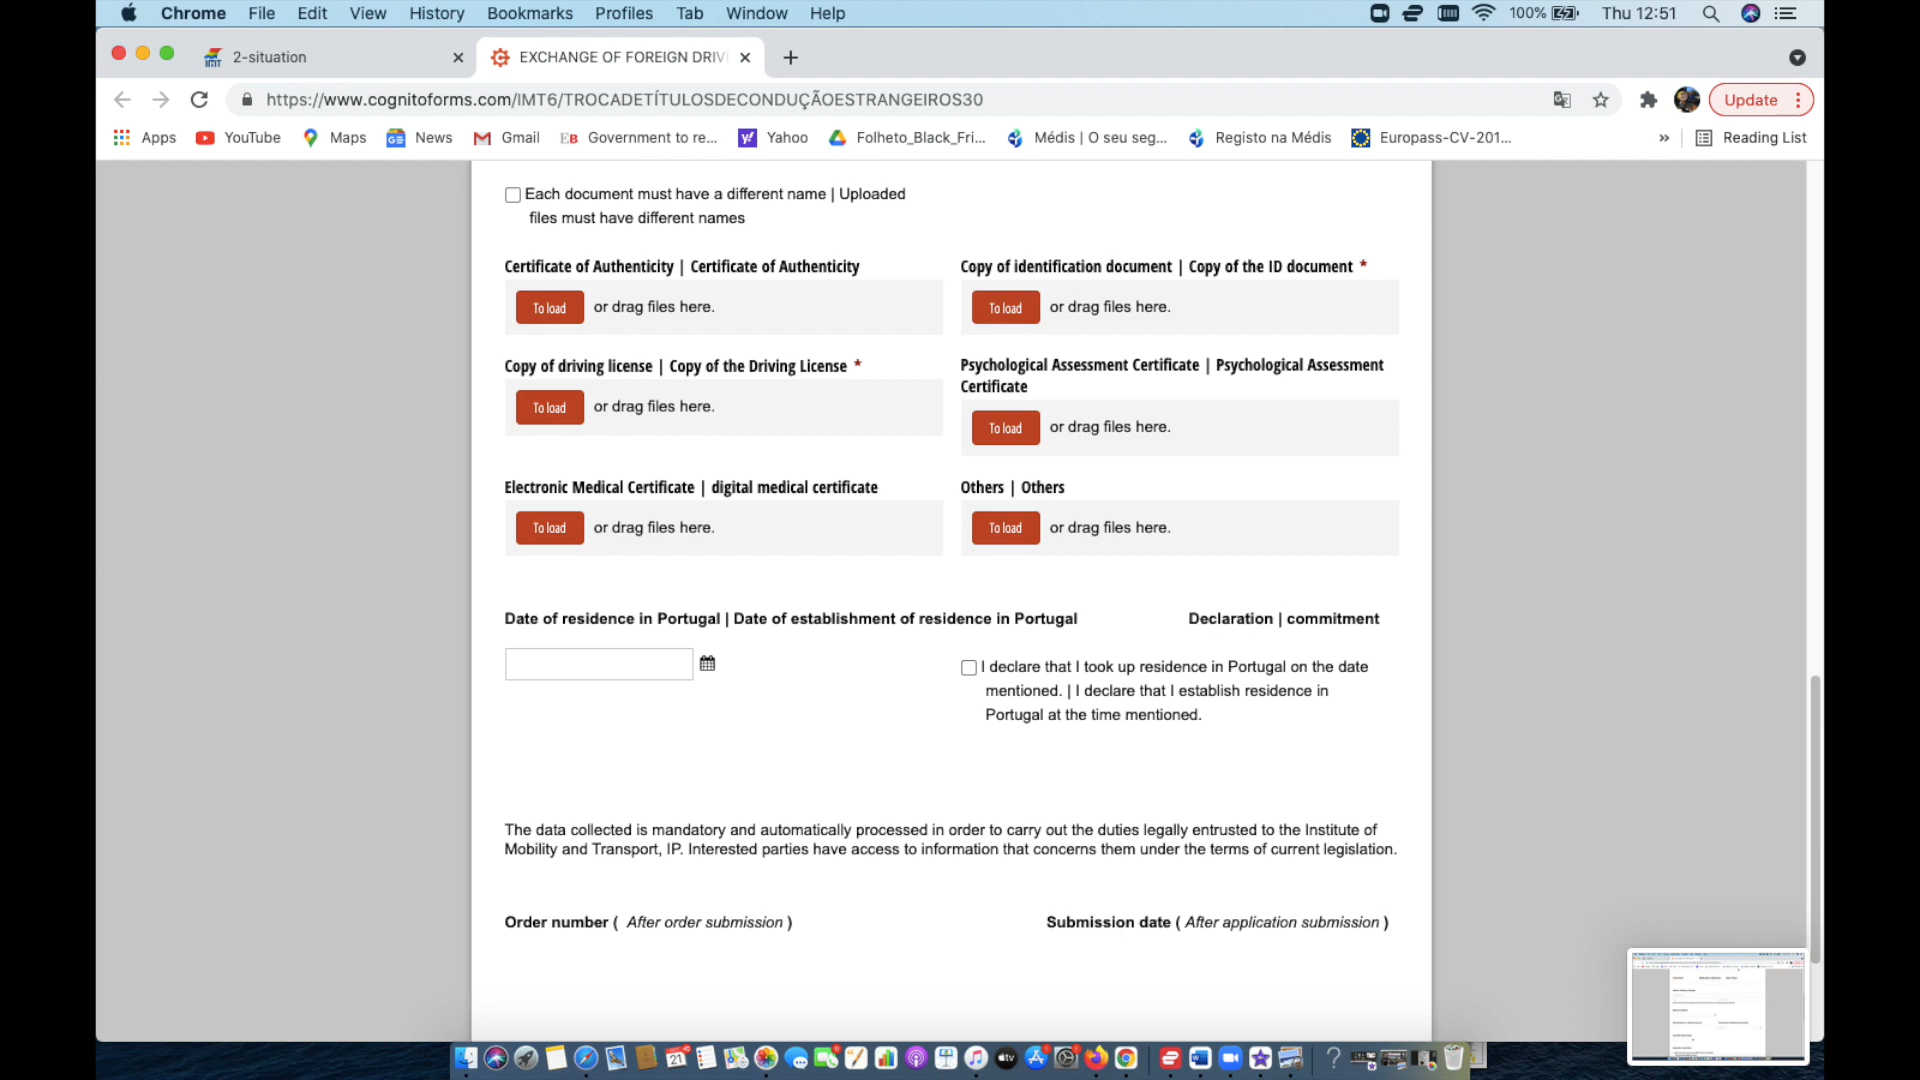 Chrome File Edit View History Bookmarks Profiles Tab Window Help 100% Thu 12:51
2-situation EXCHANGE OF FOREIGN DRIV
https://www.cognitoforms.com/IMT6/TROCADETÍTULOSDECONDUÇÃOESTRANGEIROS30 Update
Apps YouTube Maps News Gmail Government to re... Yahoo Folheto_Black_Fri... Médis | O seu seg... Registo na Médis Europass-CV-201... » Reading List
Each document must have a different name | Uploaded
files must have different names
Certificate of Authenticity | Certificate of Authenticity
To load or drag files here.
Copy of identification document | Copy of the ID document *
To load or drag files here.
Copy of driving license | Copy of the Driving License *
To load or drag files here.
Psychological Assessment Certificate | Psychological Assessment
Certificate
To load or drag files here.
Electronic Medical Certificate | digital medical certificate
To load or drag files here.
Others | Others
To load or drag files here.
Date of residence in Portugal | Date of establishment of residence in Portugal
Declaration | commitment
I declare that I took up residence in Portugal on the date
mentioned. | I declare that I establish residence in
Portugal at the time mentioned.
The data collected is mandatory and automatically processed in order to carry out the duties legally entrusted to the Institute of
Mobility and Transport, IP. Interested parties have access to information that concerns them under the terms of current legislation.
Order number ( After order submission )
Submission date ( After application submission )